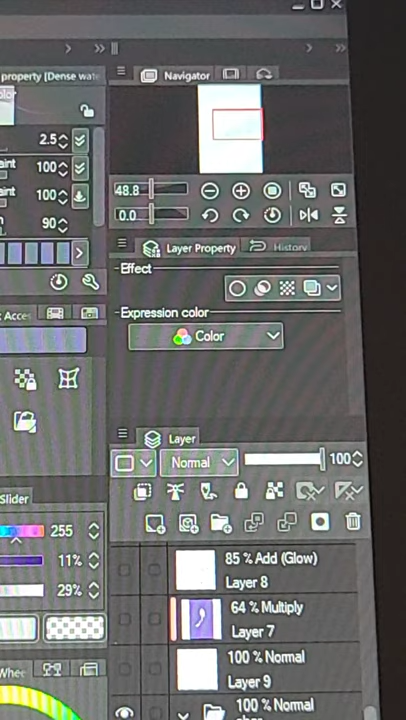 property [Dense wate
Navigator
2.5
100
100
90
48.8
0.0
Layer Property
History
Effect
Expression color
Color
Layer
Normal
100
Slider
255
11%
29%
85 % Add (Glow)
Layer 8
64 % Multiply
Layer 7
100 % Normal
Layer 9
100 % Normal